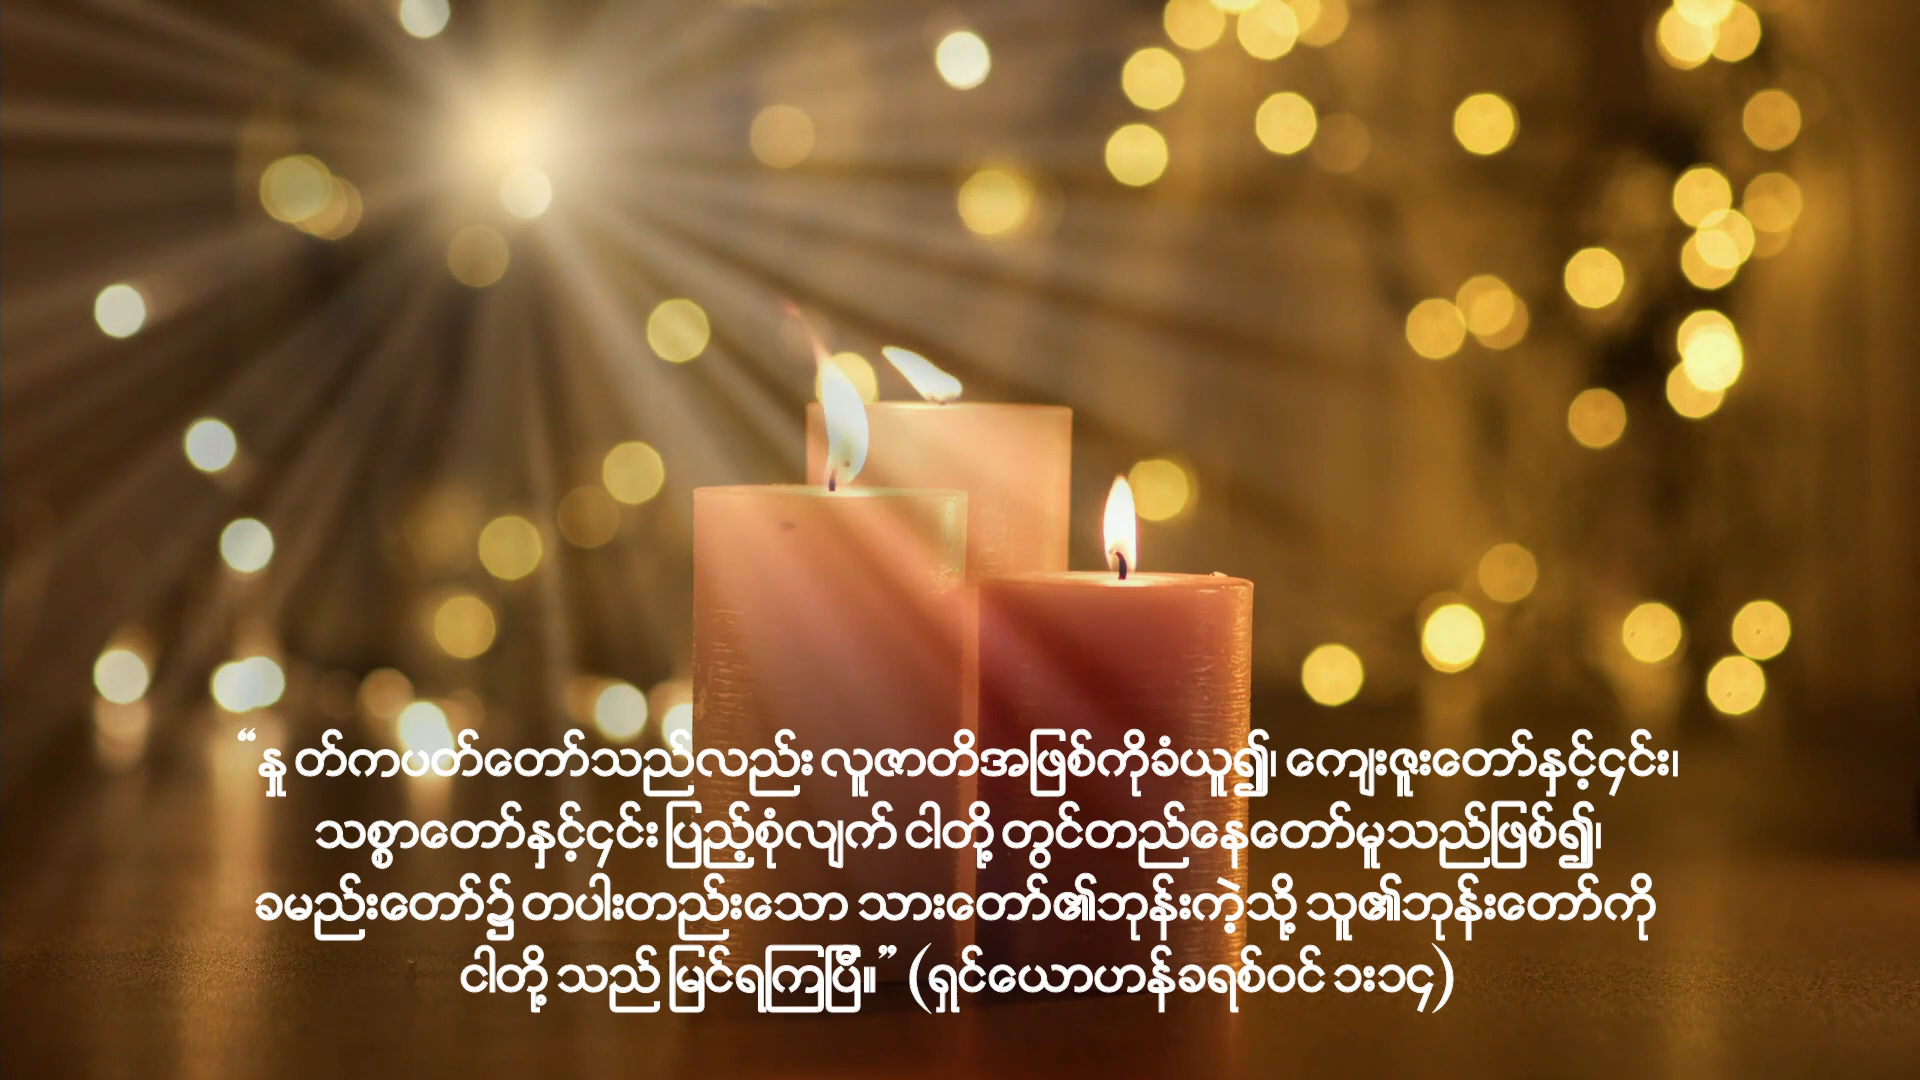 “နှုတ်ကပတ်တော်သည်လည်း လူဇာတိအဖြစ်ကိုခံယူ၍၊ ကျေးဇူးတော်နှင့်၄င်း၊
သစ္စာတော်နှင့်၄င်း ပြည့်စုံလျက် ငါတို့ တွင်တည်နေတော်မူသည်ဖြစ်၍၊
ခမည်းတော်၌ တပါးတည်းသော သားတော်၏ဘုန်းကဲ့သို့ သူ၏ဘုန်းတော်ကို
ငါတို့ သည် မြင်ရကြပြီ။” (ရှင်ယောဟန်ခရစ်ဝင် ၁း၁၄)